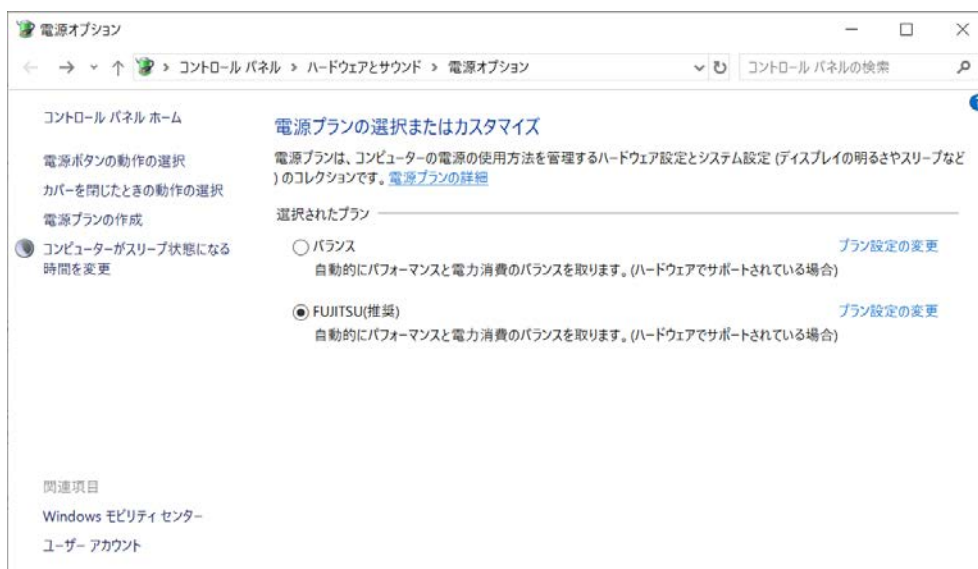 電源オプション
コントロール パネル › ハードウェアとサウンド › 電源オプション
コントロール パネルの検索
コントロール パネル ホーム
電源ボタンの動作の選択
カバーを閉じたときの動作の選択
電源プランの作成
コンピューターがスリープ状態になる
時間を変更
電源プランの選択またはカスタマイズ
電源プランは、コンピューターの電源の使用方法を管理するハードウェア設定とシステム設定 (ディスプレイの明るさやスリープなど
) のコレクションです。電源プランの詳細
選択されたプラン
バランス プラン設定の変更
自動的にパフォーマンスと電力消費のバランスを取ります。(ハードウェアでサポートされている場合)
FUJITSU(推奨) プラン設定の変更
自動的にパフォーマンスと電力消費のバランスを取ります。(ハードウェアでサポートされている場合)
関連項目
Windows モビリティ センター
ユーザー アカウント